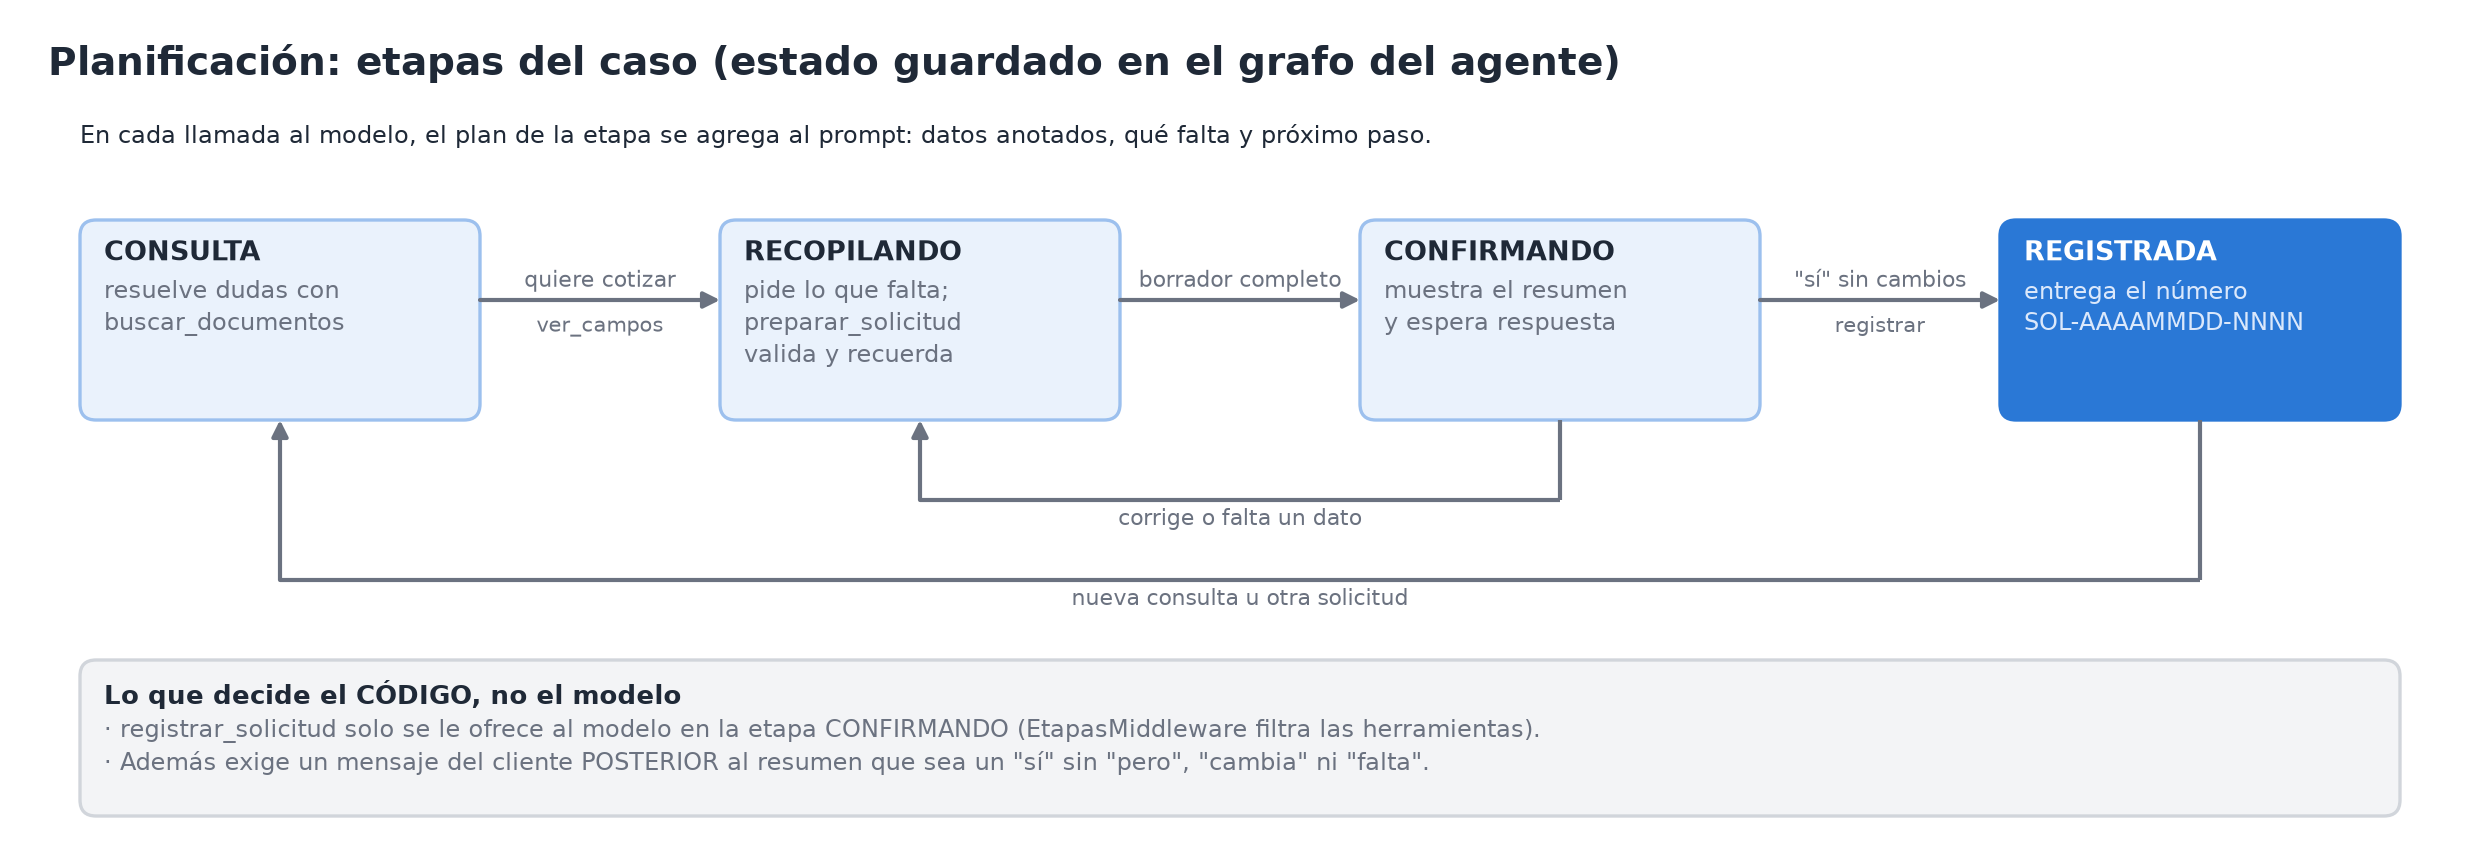 Planificación: etapas del caso (estado guardado en el grafo del agente)
En cada llamada al modelo, el plan de la etapa se agrega al prompt: datos anotados, qué falta y próximo paso.
CONSULTA
resuelve dudas con
buscar_documentos
quiere cotizar
ver_campos
RECOPILANDO
pide lo que falta;
preparar_solicitud
valida y recuerda
borrador completo
CONFIRMANDO
muestra el resumen
y espera respuesta
"sí" sin cambios
registrar
REGISTRADA
entrega el número
SOL-AAAAMMDD-NNNN
corrige o falta un dato
nueva consulta u otra solicitud
Lo que decide el CÓDIGO, no el modelo
· registrar_solicitud solo se le ofrece al modelo en la etapa CONFIRMANDO (EtapasMiddleware filtra las herramientas).
· Además exige un mensaje del cliente POSTERIOR al resumen que sea un "sí" sin "pero", "cambia" ni "falta".